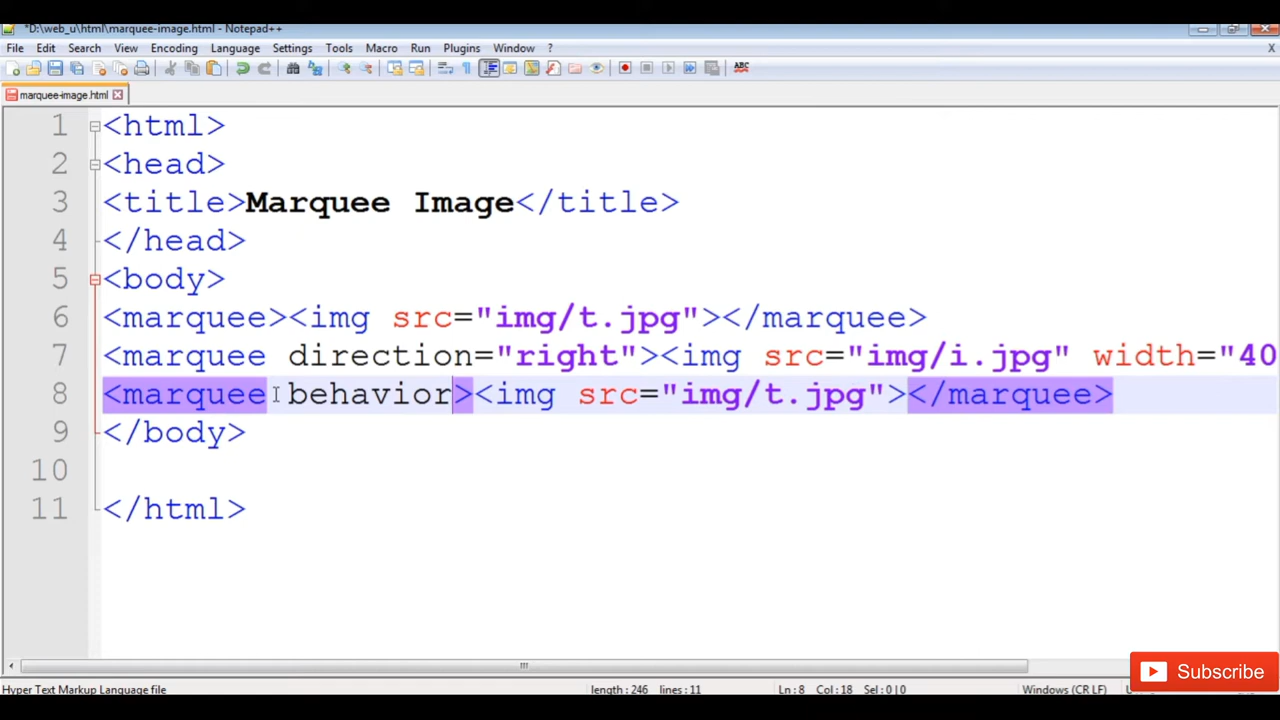 *D:\web_u\html\marquee-image.html - Notepad++
File Edit Search View Encoding Language Settings Tools Macro Run Plugins Window ? X
ABC
marquee-image.html
1 <html>
2 <head>
3 <title>Marquee Image</title>
4 </head>
5 <body>
6 <marquee><img src="img/t.jpg"></marquee>
7 <marquee direction="right"><img src="img/i.jpg" width="40
8 <marquee behavior><img src="img/t.jpg"></marquee>
9 </body>
10
11 </html>
Subscribe
Hyper Text Markup Language file length : 246 lines : 11 Ln : 8 Col : 18 Sel : 0 | 0 Windows (CR LF)